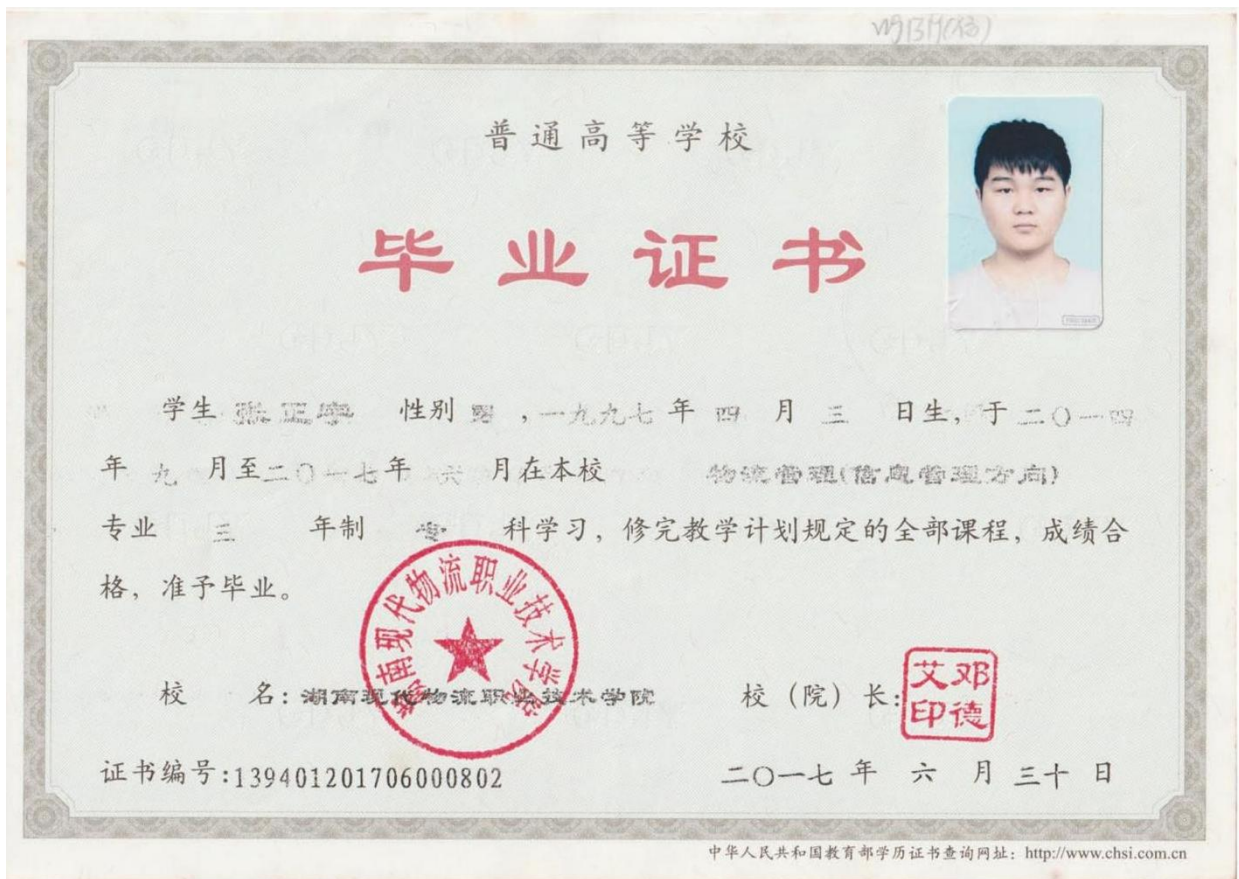 普通高等学校
毕业证书
学生 张正宇 性别 男 ,一九九七 年 四 月 三 日生, 于 二〇一四
年 九 月至二〇一七年 六 月在本校 物流管理(信息管理方向)
专业 三 年制 专 科学习, 修完教学计划规定的全部课程, 成绩合
格, 准予毕业。
湖南现代物流职业技术学院
校 名: 湖南现代物流职业技术学院 校 (院) 长:
邓德艾印
证书编号:139401201706000802 二〇一七 年 六 月 三十 日
中华人民共和国教育部学历证书查询网址: http://www.chsi.com.cn